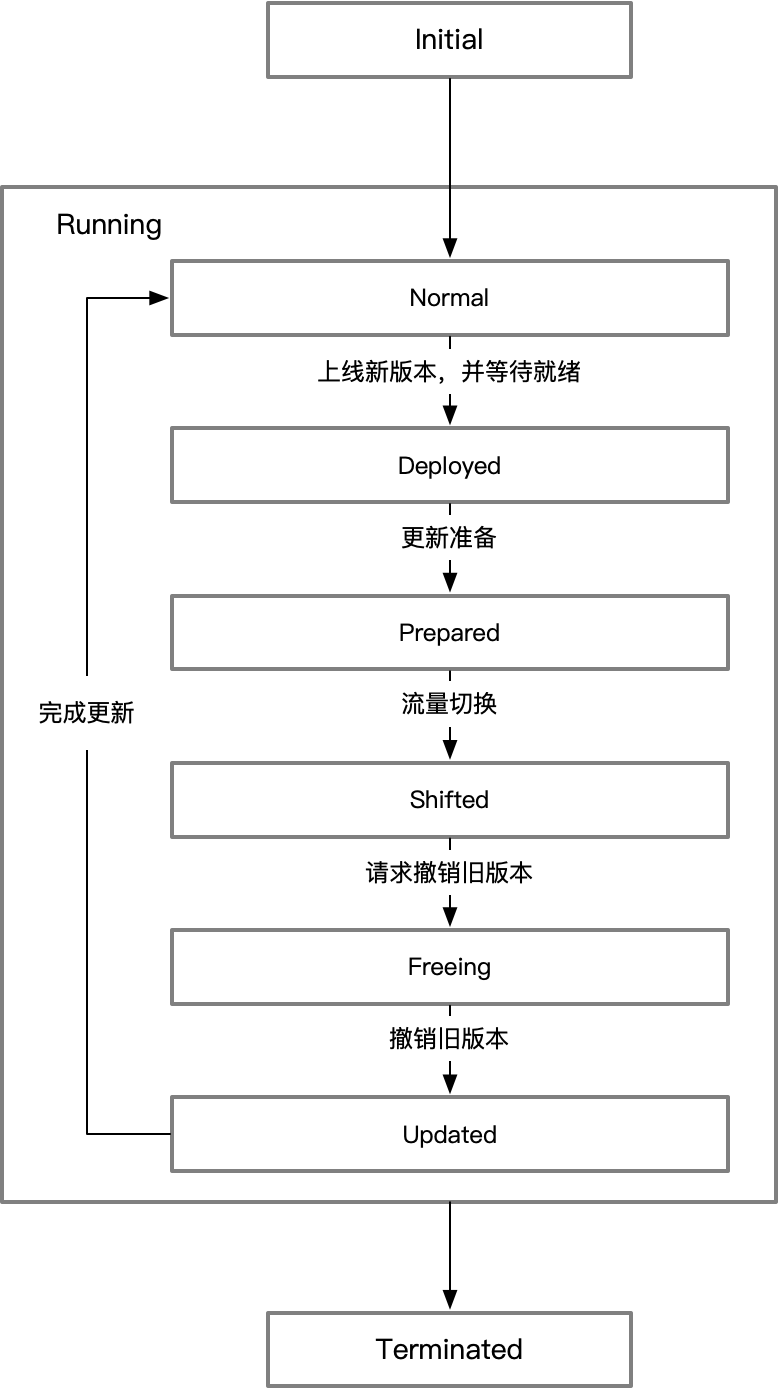 Initial
Running
Normal
上线新版本，并等待就绪
Deployed
更新准备
Prepared
流量切换
完成更新
Shifted
请求撤销旧版本
Freeing
撤销旧版本
Updated
Terminated